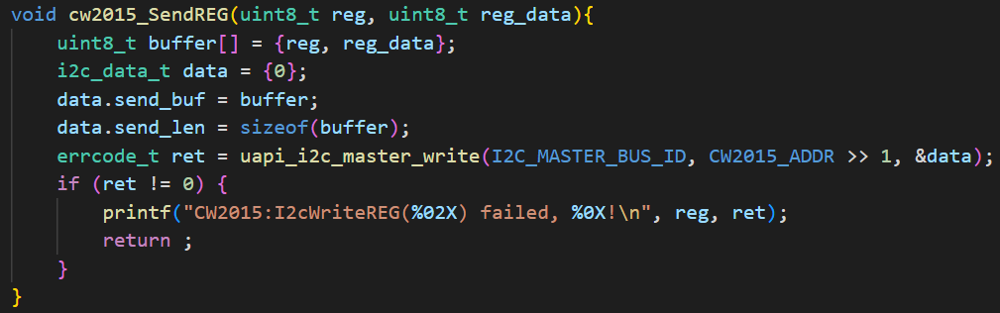 void cw2015_SendREG(uint8_t reg, uint8_t reg_data){
    uint8_t buffer[] = {reg, reg_data};
    i2c_data_t data = {0};
    data.send_buf = buffer;
    data.send_len = sizeof(buffer);
    errcode_t ret = uapi_i2c_master_write(I2C_MASTER_BUS_ID, CW2015_ADDR >> 1, &data);
    if (ret != 0) {
        printf("CW2015:I2cWriteREG(%02X) failed, %0X!\n", reg, ret);
        return ;
    }
}